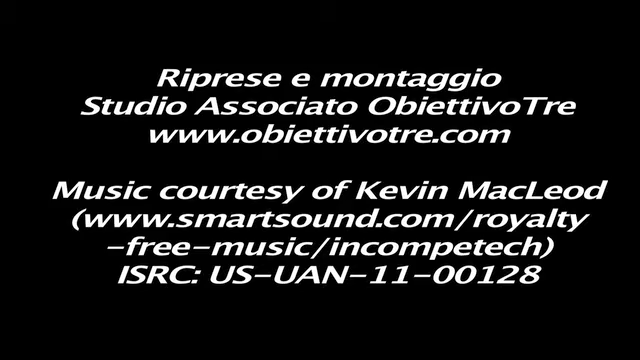 Riprese e montaggio
Studio Associato ObiettivoTre
www.obiettivotre.com
Music courtesy of Kevin MacLeod
(www.smartsound.com/royalty
-free-music/incompetech)
ISRC: US-UAN-11-00128